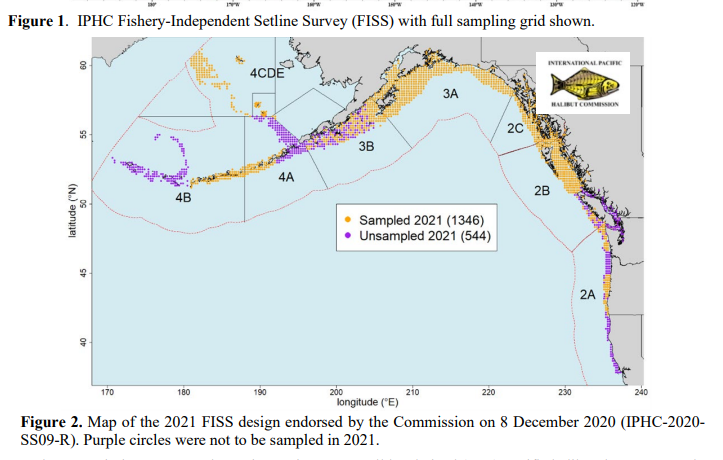 Figure 1. IPHC Fishery-Independent Setline Survey (FISS) with full sampling grid shown.
INTERNATIONAL PACIFIC
HALIBUT COMMISSION
4CDE
3A
2C
3B
4A
4B
2B
2A
Sampled 2021 (1346)
Unsampled 2021 (544)
latitude (°N)
60
55
50
45
40
170 180 190 200 210 220 230 240
longitude (°E)
Figure 2. Map of the 2021 FISS design endorsed by the Commission on 8 December 2020 (IPHC-2020-
SS09-R). Purple circles were not to be sampled in 2021.